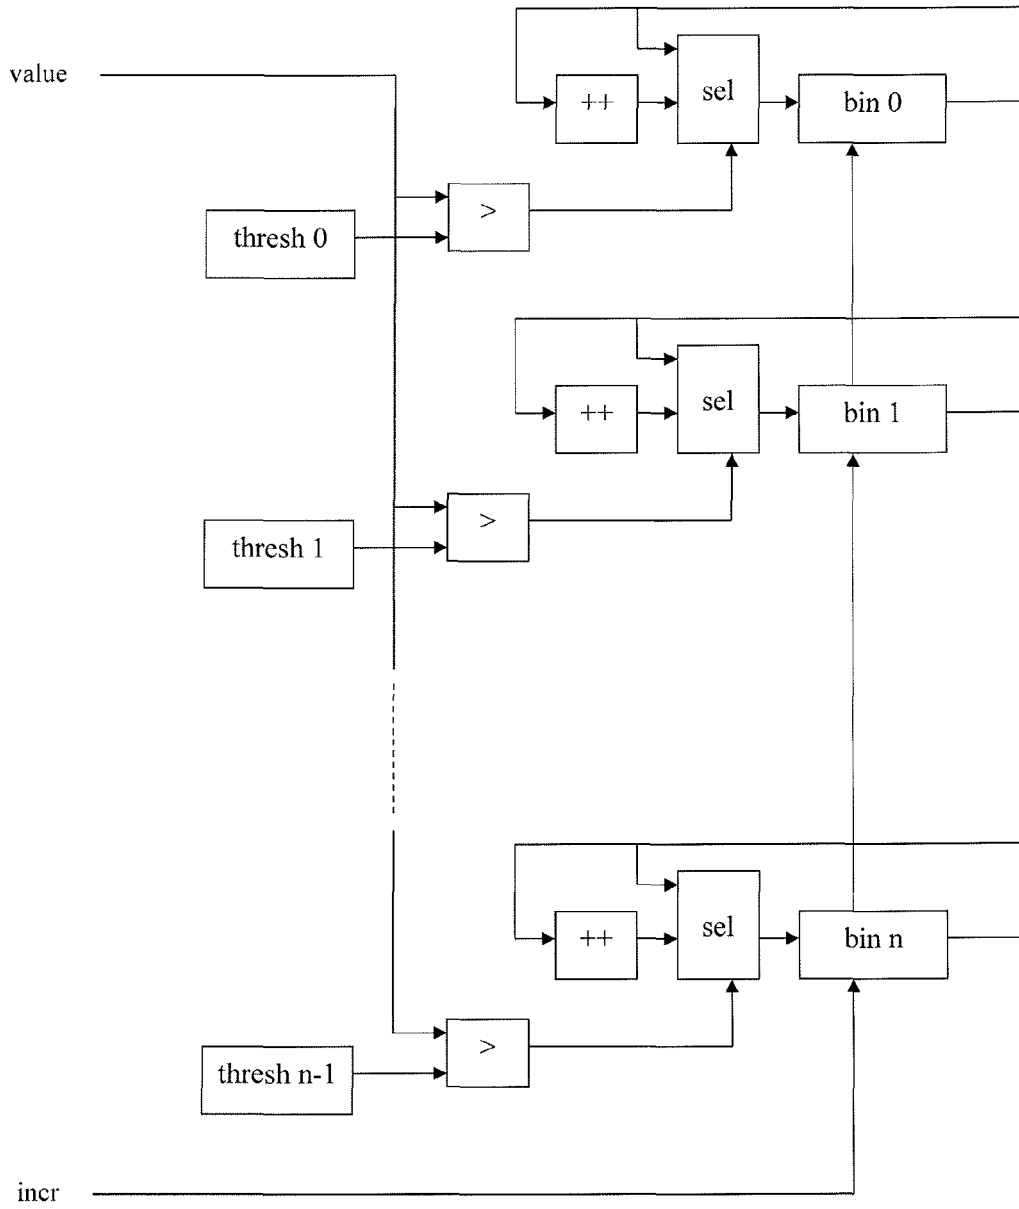 value
++
sel
bin 0
>
thresh 0
++
sel
bin 1
>
thresh 1
++
sel
bin n
>
thresh n-1
incr